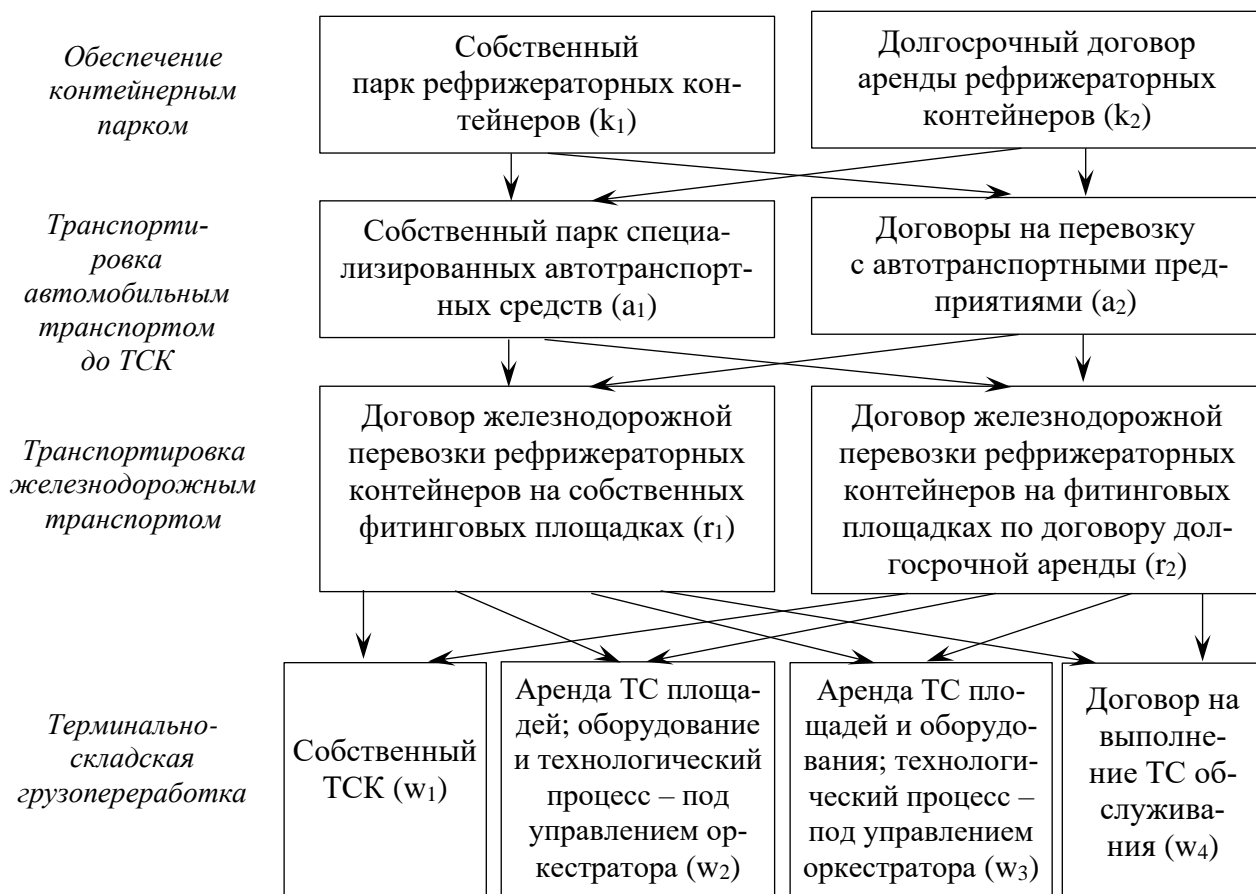 Обеспечение
контейнерным
парком
Собственный
парк рефрижераторных кон-
тейнеров (k₁)
Долгосрочный договор
аренды рефрижераторных
контейнеров (k₂)
Транспорти-
ровка
автомобильным
транспортом
до ТСК
Собственный парк специа-
лизированных автотранспорт-
ных средств (a₁)
Договоры на перевозку
с автотранспортными пред-
приятиями (a₂)
Транспортировка
железнодорожным
транспортом
Договор железнодорожной
перевозки рефрижераторных
контейнеров на собственных
фитинговых площадках (r₁)
Договор железнодорожной
перевозки рефрижераторных
контейнеров на фитинговых
площадках по договору дол-
госрочной аренды (r₂)
Терминально-
складская
грузопереработка
Собственный
ТСК (w₁)
Аренда ТС площа-
дей; оборудование
и технологический
процесс – под
управлением ор-
кестратора (w₂)
Аренда ТС пло-
щадей и оборудо-
вания; технологи-
ческий процесс –
под управлением
оркестратора (w₃)
Договор на
выполне-
ние ТС об-
служива-
ния (w₄)